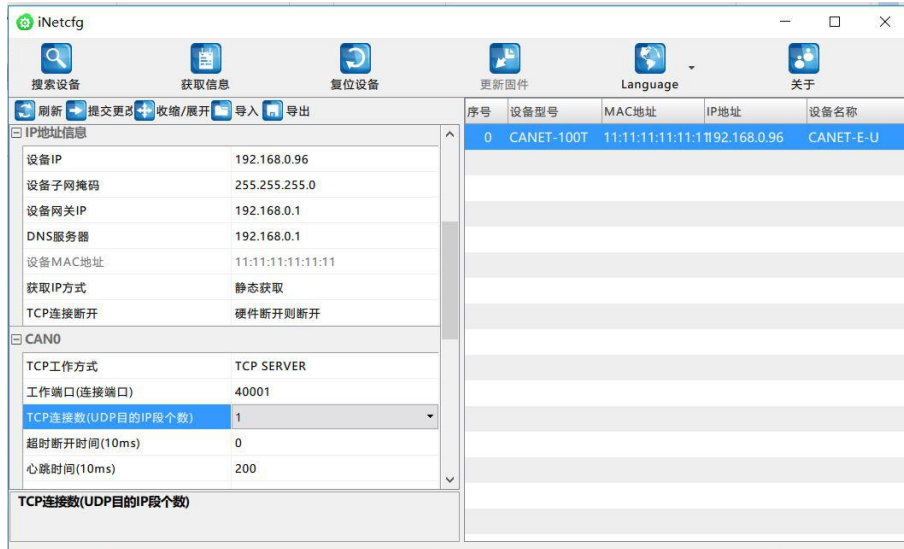 iNetcfg
搜索设备 获取信息 复位设备 更新固件 Language 关于
刷新 提交更改 收缩/展开 导入 导出
IP地址信息
设备IP 192.168.0.96
设备子网掩码 255.255.255.0
设备网关IP 192.168.0.1
DNS服务器 192.168.0.1
设备MAC地址 11:11:11:11:11:11
获取IP方式 静态获取
TCP连接断开 硬件断开则断开
CAN0
TCP工作方式 TCP SERVER
工作端口(连接端口) 40001
TCP连接数(UDP目的IP段个数) 1
超时断开时间(10ms) 0
心跳时间(10ms) 200
TCP连接数(UDP目的IP段个数)
序号 设备型号 MAC地址 IP地址 设备名称
0 CANET-100T 11:11:11:11:11:11 192.168.0.96 CANET-E-U